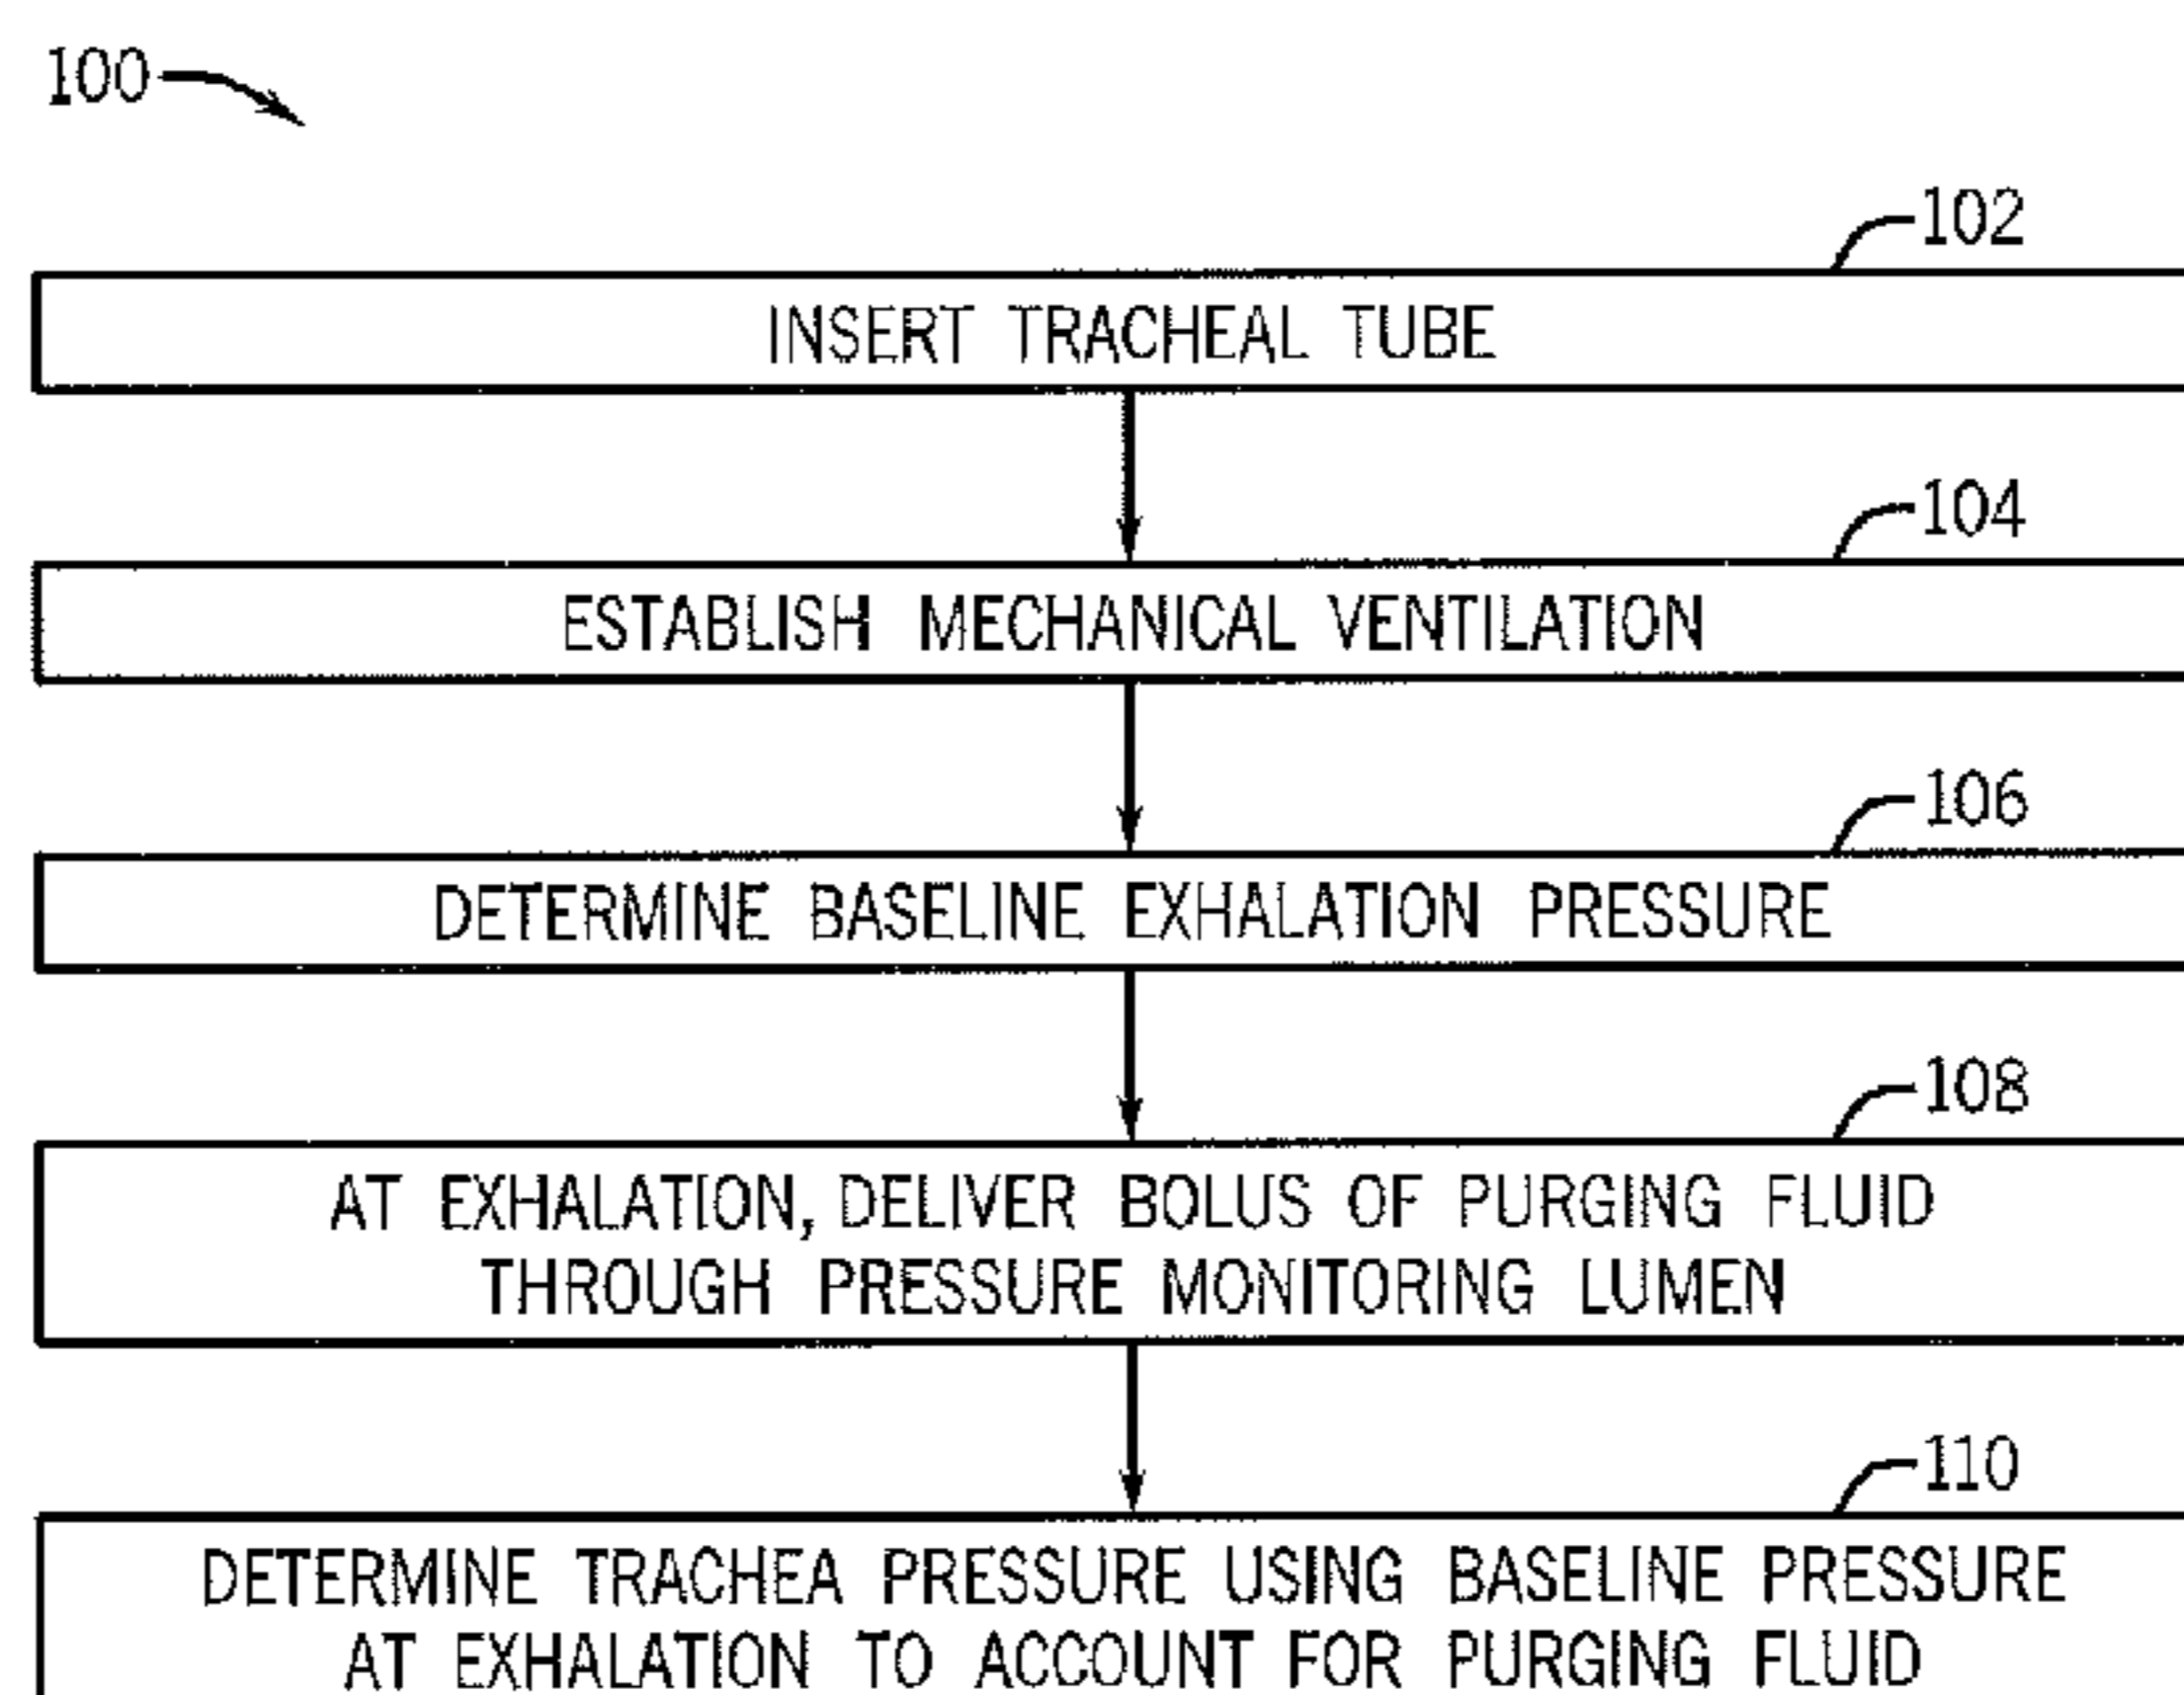 100
102
INSERT TRACHEAL TUBE
104
ESTABLISH MECHANICAL VENTILATION
106
DETERMINE BASELINE EXHALATION PRESSURE
108
AT EXHALATION, DELIVER BOLUS OF PURGING FLUID
THROUGH PRESSURE MONITORING LUMEN
110
DETERMINE TRACHEA PRESSURE USING BASELINE PRESSURE
AT EXHALATION TO ACCOUNT FOR PURGING FLUID